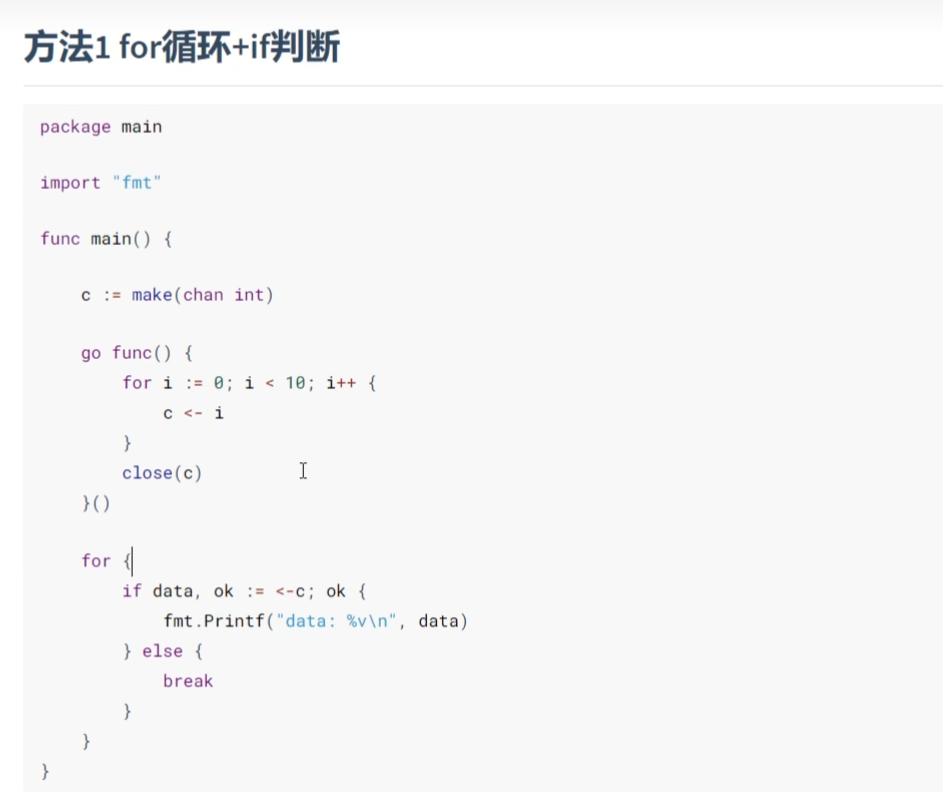 方法1 for循环+if判断
package main
import "fmt"
func main() {
c := make(chan int)
go func() {
for i := 0; i < 10; i++ {
c <- i
}
close(c)
}()
for {
if data, ok := <-c; ok {
fmt.Printf("data: %v\n", data)
} else {
break
}
}
}